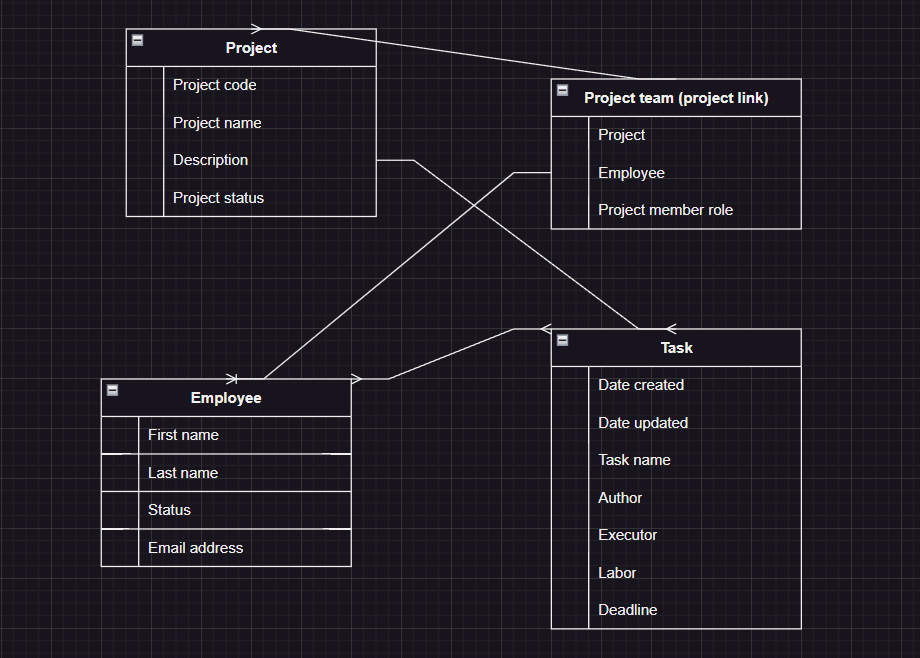 Project
Project code
Project name
Description
Project status
Project team (project link)
Project
Employee
Project member role
Employee
First name
Last name
Status
Email address
Task
Date created
Date updated
Task name
Author
Executor
Labor
Deadline